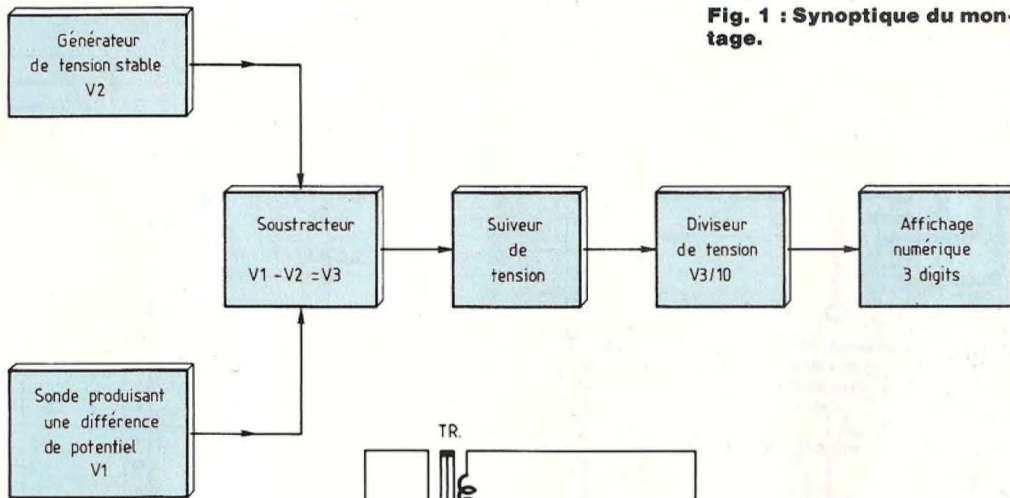 Fig. 1 : Synoptique du mon-
tage.
Générateur
de tension stable
V2
Soustracteur
V1 -V2 =V3
Suiveur
de
tension
Diviseur
de tension
V3/10
Affichage
numérique
3 digits
Sonde produisant
une différence
de potentiel
V1
TR.